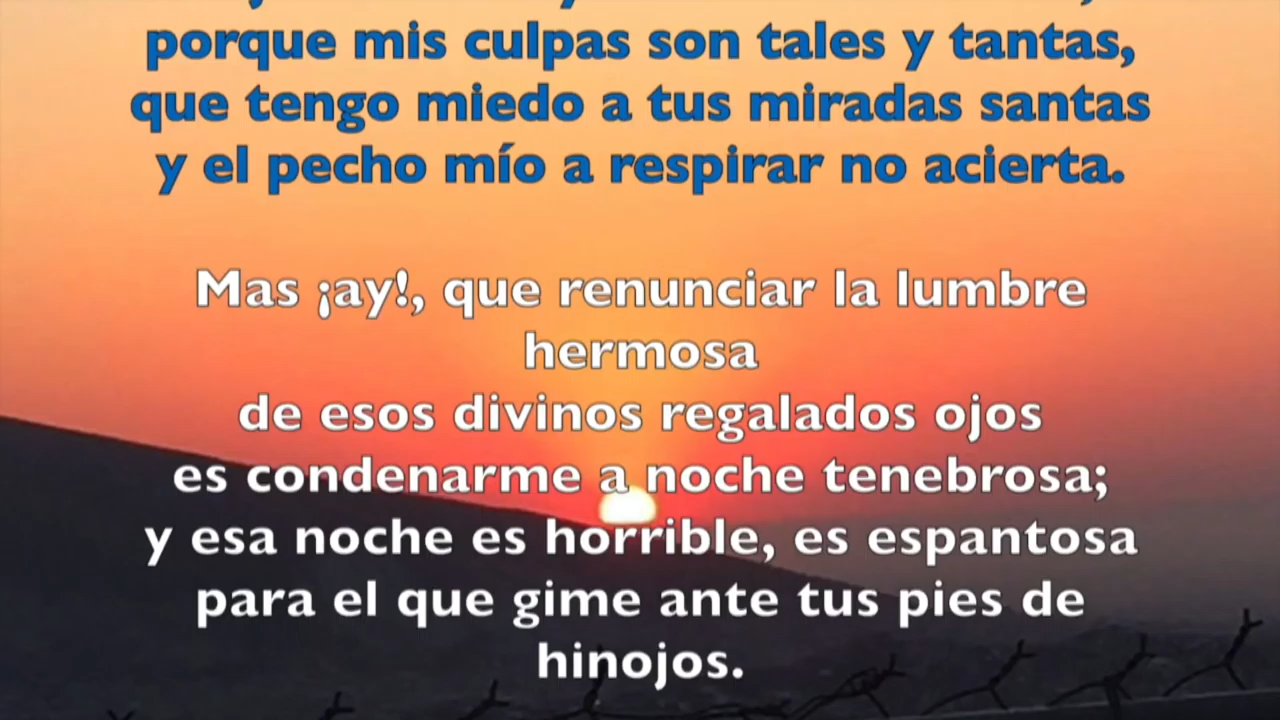 porque mis culpas son tales y tantas,
que tengo miedo a tus miradas santas
y el pecho mío a respirar no acierta.
Mas ¡ay!, que renunciar la lumbre
hermosa
de esos divinos regalados ojos
es condenarme a noche tenebrosa;
y esa noche es horrible, es espantosa
para el que gime ante tus pies de
hinojos.